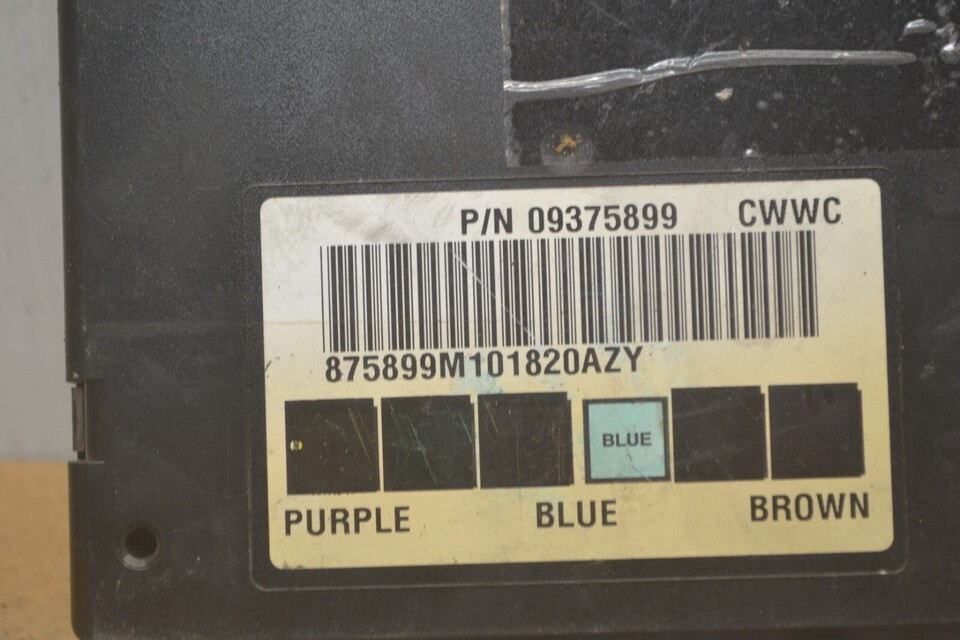 P/N 09375899 CWWC
875899M101820AZY
BLUE
PURPLE BLUE BROWN